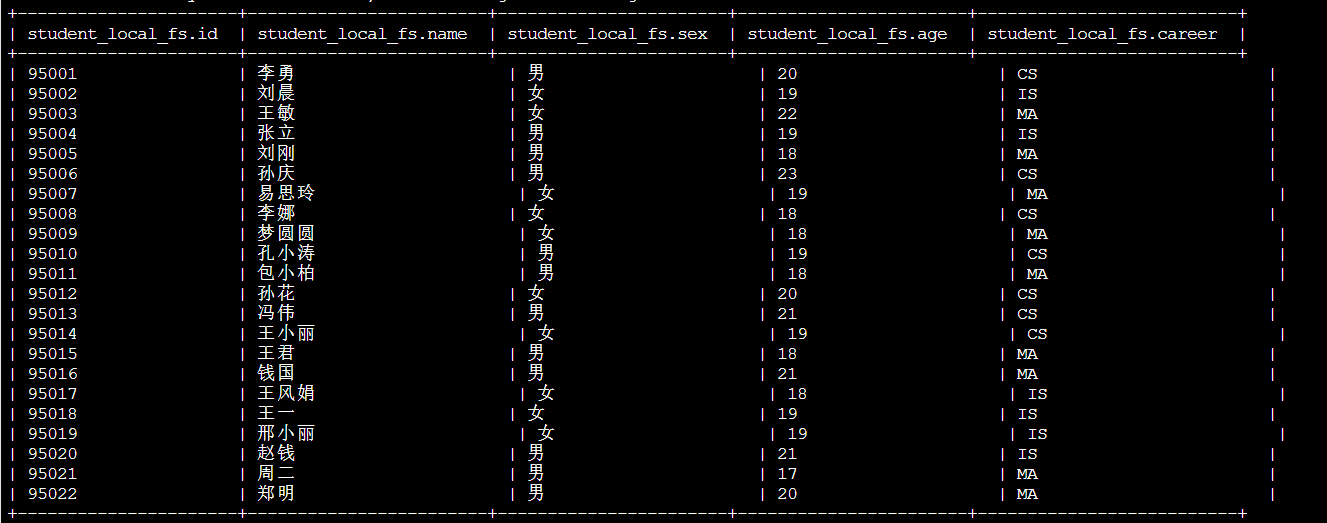 | student_local_fs.id | student_local_fs.name | student_local_fs.sex | student_local_fs.age | student_local_fs.career |
| 95001 | 李勇 | 男 | 20 | CS |
| 95002 | 刘晨 | 女 | 19 | IS |
| 95003 | 王敏 | 女 | 22 | MA |
| 95004 | 张立 | 男 | 19 | IS |
| 95005 | 刘刚 | 男 | 18 | MA |
| 95006 | 孙庆 | 男 | 23 | CS |
| 95007 | 易思玲 | 女 | 19 | MA |
| 95008 | 李娜 | 女 | 18 | CS |
| 95009 | 梦圆圆 | 女 | 18 | MA |
| 95010 | 孔小涛 | 男 | 19 | CS |
| 95011 | 包小柏 | 男 | 18 | MA |
| 95012 | 孙花 | 女 | 20 | CS |
| 95013 | 冯伟 | 男 | 21 | CS |
| 95014 | 王小丽 | 女 | 19 | CS |
| 95015 | 王君 | 男 | 18 | MA |
| 95016 | 钱国 | 男 | 21 | MA |
| 95017 | 王风娟 | 女 | 18 | IS |
| 95018 | 王一 | 女 | 19 | IS |
| 95019 | 邢小丽 | 女 | 19 | IS |
| 95020 | 赵钱 | 男 | 21 | IS |
| 95021 | 周二 | 男 | 17 | MA |
| 95022 | 郑明 | 男 | 20 | MA |